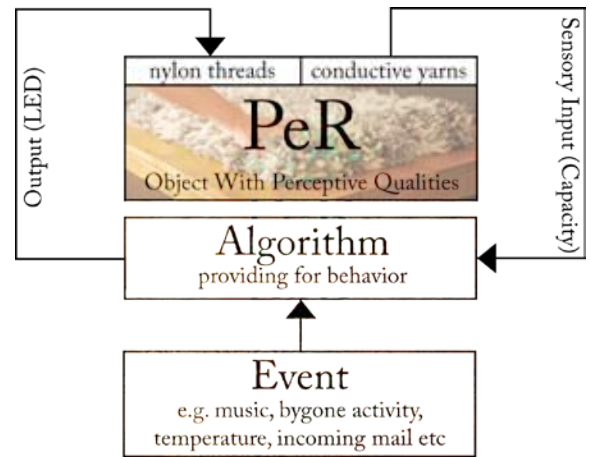 nylon threads
conductive yarns
PeR
Object With Perceptive Qualities
Output (LED)
Sensory Input (Capacity)
Algorithm
providing for behavior
Event
e.g. music, bygone activity,
temperature, incoming mail etc